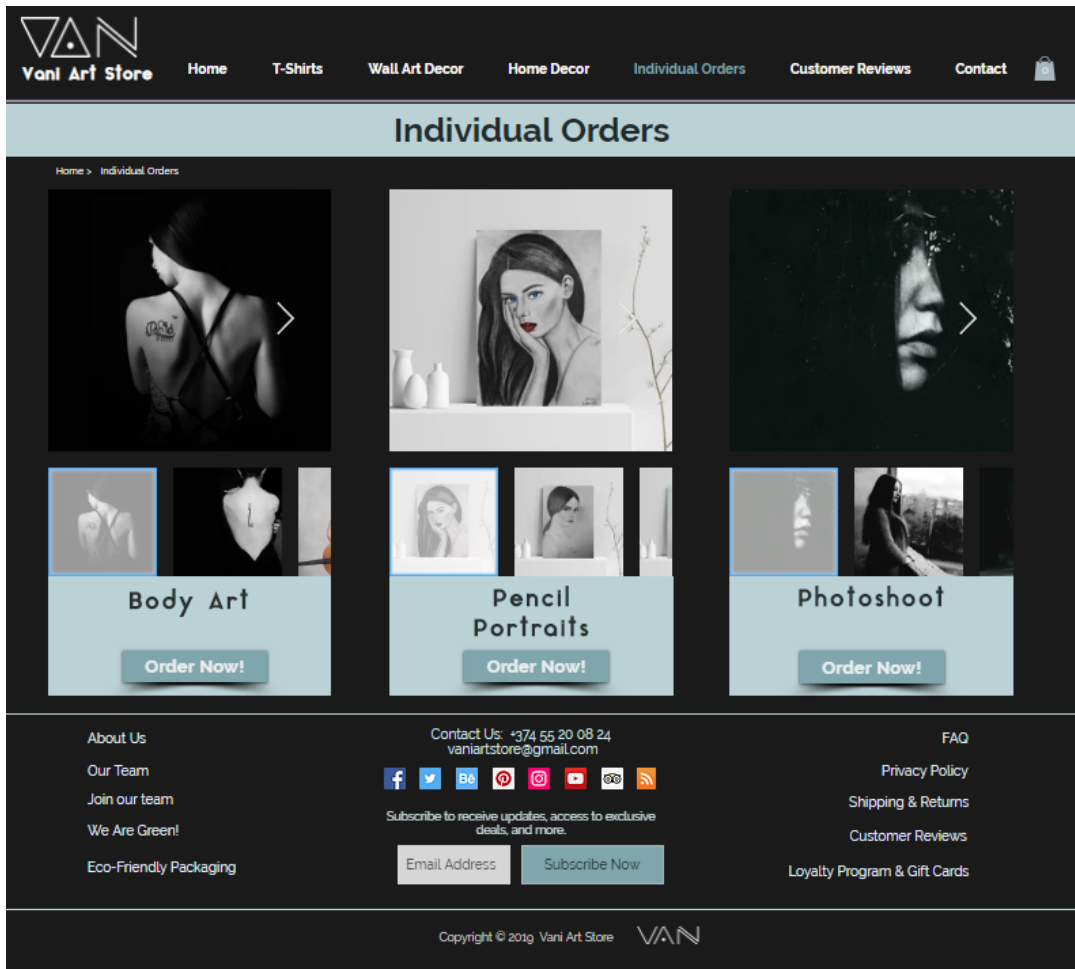 VAN
Vani Art Store
Home T-Shirts Wall Art Decor Home Decor Individual Orders Customer Reviews Contact 0
Individual Orders
Home > Individual Orders
Body Art
Order Now!
Pencil
Portraits
Order Now!
Photoshoot
Order Now!
About Us
Our Team
Join our team
We Are Green!
Eco-Friendly Packaging
Contact Us: +374 55 20 08 24
vaniartstore@gmail.com
f Bē
Subscribe to receive updates, access to exclusive
deals, and more.
Email Address Subscribe Now
FAQ
Privacy Policy
Shipping & Returns
Customer Reviews
Loyalty Program & Gift Cards
Copyright © 2019 Vani Art Store VAN